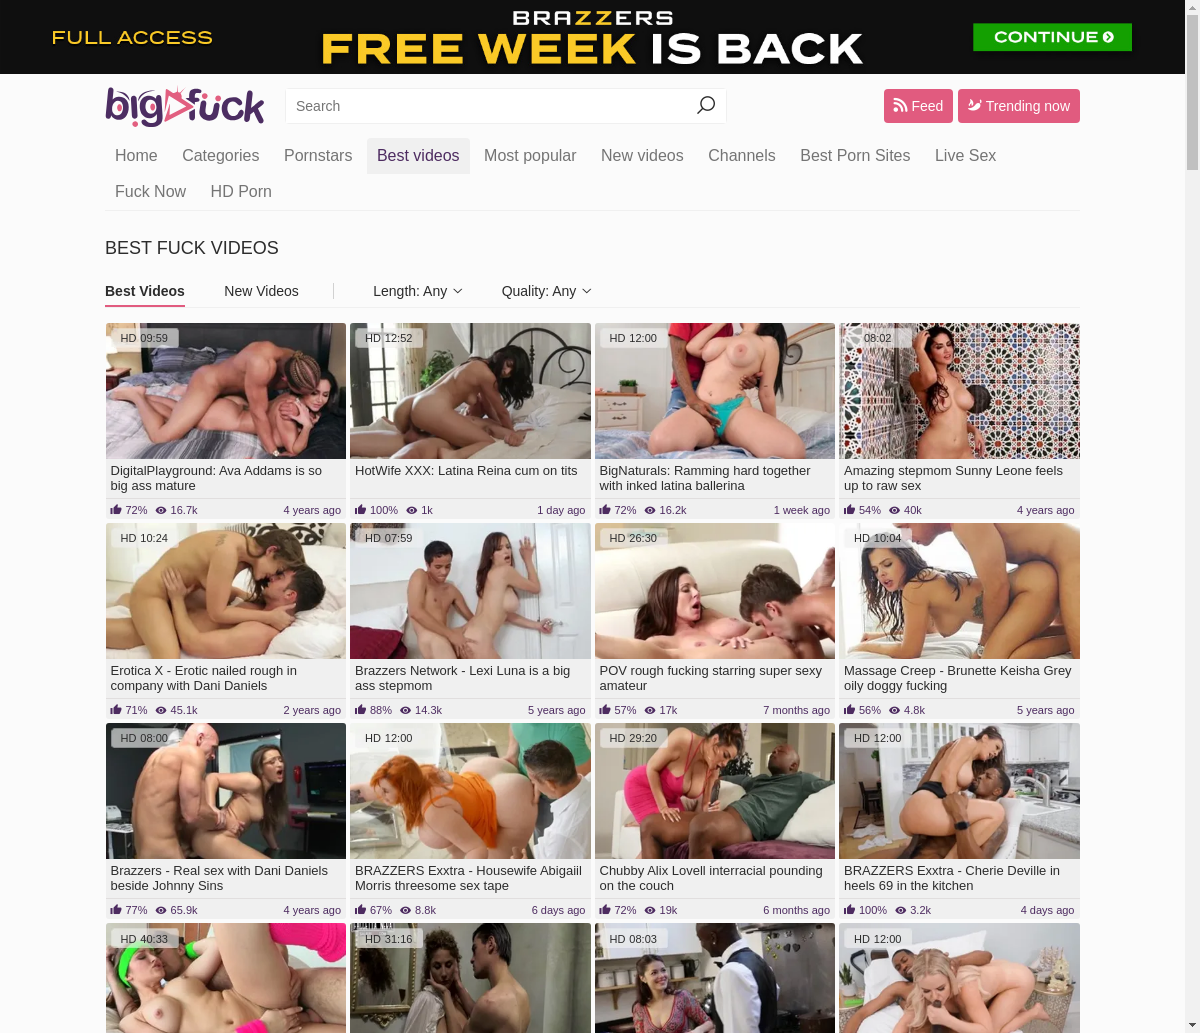 FULL ACCESS
BRAZZERS
FREE WEEK IS BACK
CONTINUE
big fuck
Search
Feed
Trending now
Home Categories Pornstars Best videos Most popular New videos Channels Best Porn Sites Live Sex
Fuck Now HD Porn
BEST FUCK VIDEOS
Best Videos New Videos Length: Any Quality: Any
HD 09:59 HD 12:52 HD 12:00 08:02
DigitalPlayground: Ava Addams is so
big ass mature
72% 16.7k 4 years ago
HotWife XXX: Latina Reina cum on tits
100% 1k 1 day ago
BigNaturals: Ramming hard together
with inked latina ballerina
72% 16.2k 1 week ago
Amazing stepmom Sunny Leone feels
up to raw sex
54% 40k 4 years ago
HD 10:24 HD 07:59 HD 26:30 HD 10:04
Erotica X - Erotic nailed rough in
company with Dani Daniels
71% 45.1k 2 years ago
Brazzers Network - Lexi Luna is a big
ass stepmom
88% 14.3k 5 years ago
POV rough fucking starring super sexy
amateur
57% 17k 7 months ago
Massage Creep - Brunette Keisha Grey
oily doggy fucking
56% 4.8k 5 years ago
HD 08:00 HD 12:00 HD 29:20 HD 12:00
Brazzers - Real sex with Dani Daniels
beside Johnny Sins
77% 65.9k 4 years ago
BRAZZERS Exxtra - Housewife Abigaiil
Morris threesome sex tape
67% 8.8k 6 days ago
Chubby Alix Lovell interracial pounding
on the couch
72% 19k 6 months ago
BRAZZERS Exxtra - Cherie Deville in
heels 69 in the kitchen
100% 3.2k 4 days ago
HD 40:33 HD 31:16 HD 08:03 HD 12:00